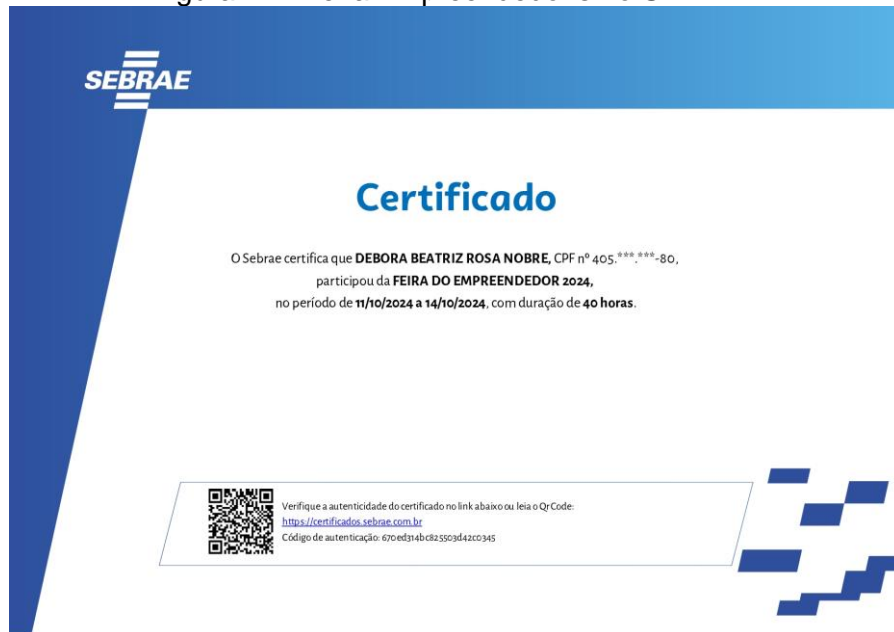 SEBRAE
Certificado
O Sebrae certifica que DEBORA BEATRIZ ROSA NOBRE, CPF nº 405.***.***-80,
participou da FEIRA DO EMPREENDEDOR 2024,
no período de 11/10/2024 a 14/10/2024, com duração de 40 horas.
Verifique a autenticidade do certificado no link abaixo ou leia o QrCode:
https://certificados.sebrae.com.br
Código de autenticação: 670ed314bc825503d42c0345